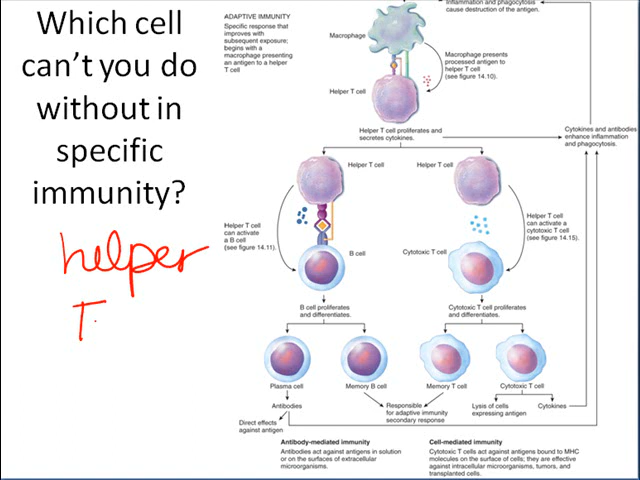 Which cell
can't you do
without in
specific
immunity?
helper
T.
Inflammation and phagocytosis
cause destruction of the antigen.
ADAPTIVE IMMUNITY
Specific response that
improves with
subsequent exposure;
begins with a
macrophage presenting
an antigen to a helper
T cell
Macrophage
Macrophage presents
processed antigen to
helper T cell
(see figure 14.10).
Helper T cell
Helper T cell proliferates and
secretes cytokines.
Cytokines and antibodies
enhance inflammation
and phagocytosis.
Helper T cell
Helper T cell
Helper T cell
can activate
a B cell
(see figure 14.11).
Helper T cell
can activate a
cytotoxic T cell
(see figure 14.15).
B cell
Cytotoxic T cell
B cell proliferates
and differentiates.
Cytotoxic T cell proliferates
and differentiates.
Plasma cell
Memory B cell
Memory T cell
Cytotoxic T cell
Antibodies
Responsible
for adaptive immunity
secondary response
Lysis of cells
expressing antigen
Cytokines
Direct effects
against antigen
Antibody-mediated immunity
Antibodies act against antigens in solution
or on the surfaces of extracellular
microorganisms.
Cell-mediated immunity
Cytotoxic T cells act against antigens bound to MHC
molecules on the surface of cells; they are effective
against intracellular microorganisms, tumors, and
transplanted cells.